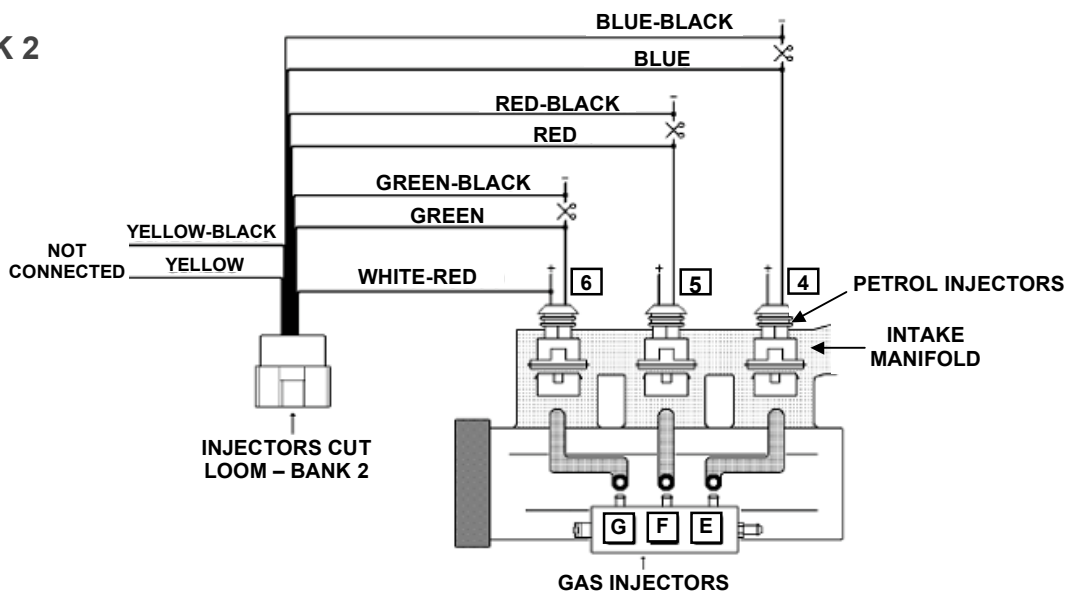 K 2
BLUE-BLACK
BLUE
RED-BLACK
RED
GREEN-BLACK
GREEN
YELLOW-BLACK
NOT
CONNECTED
YELLOW
WHITE-RED
6
5
4
PETROL INJECTORS
INTAKE
MANIFOLD
INJECTORS CUT
LOOM – BANK 2
G F E
GAS INJECTORS